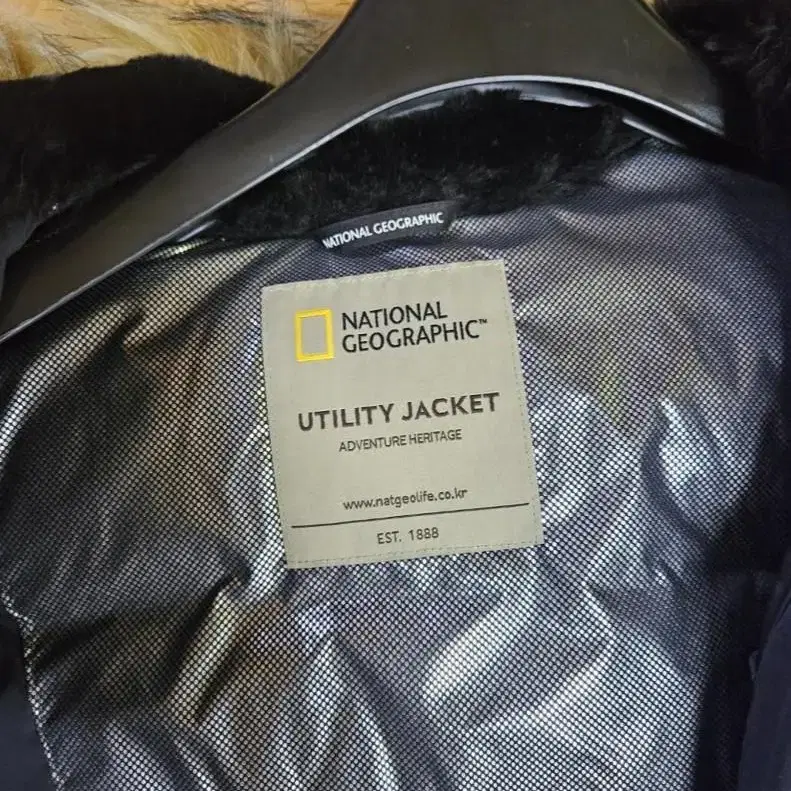 NATIONAL GEOGRAPHIC
NATIONAL
GEOGRAPHIC™
UTILITY JACKET
ADVENTURE HERITAGE
www.natgeolife.co.kr
EST. 1888